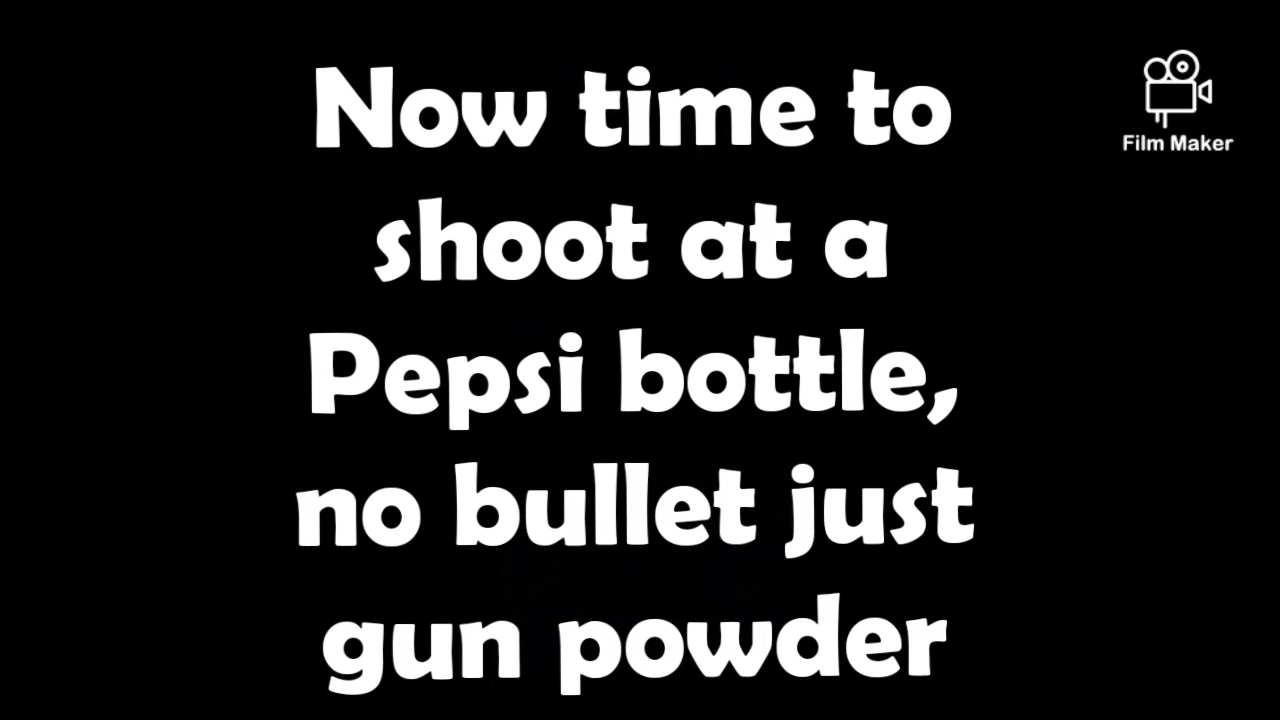 Now time to
shoot at a
Pepsi bottle,
no bullet just
gun powder
Film Maker